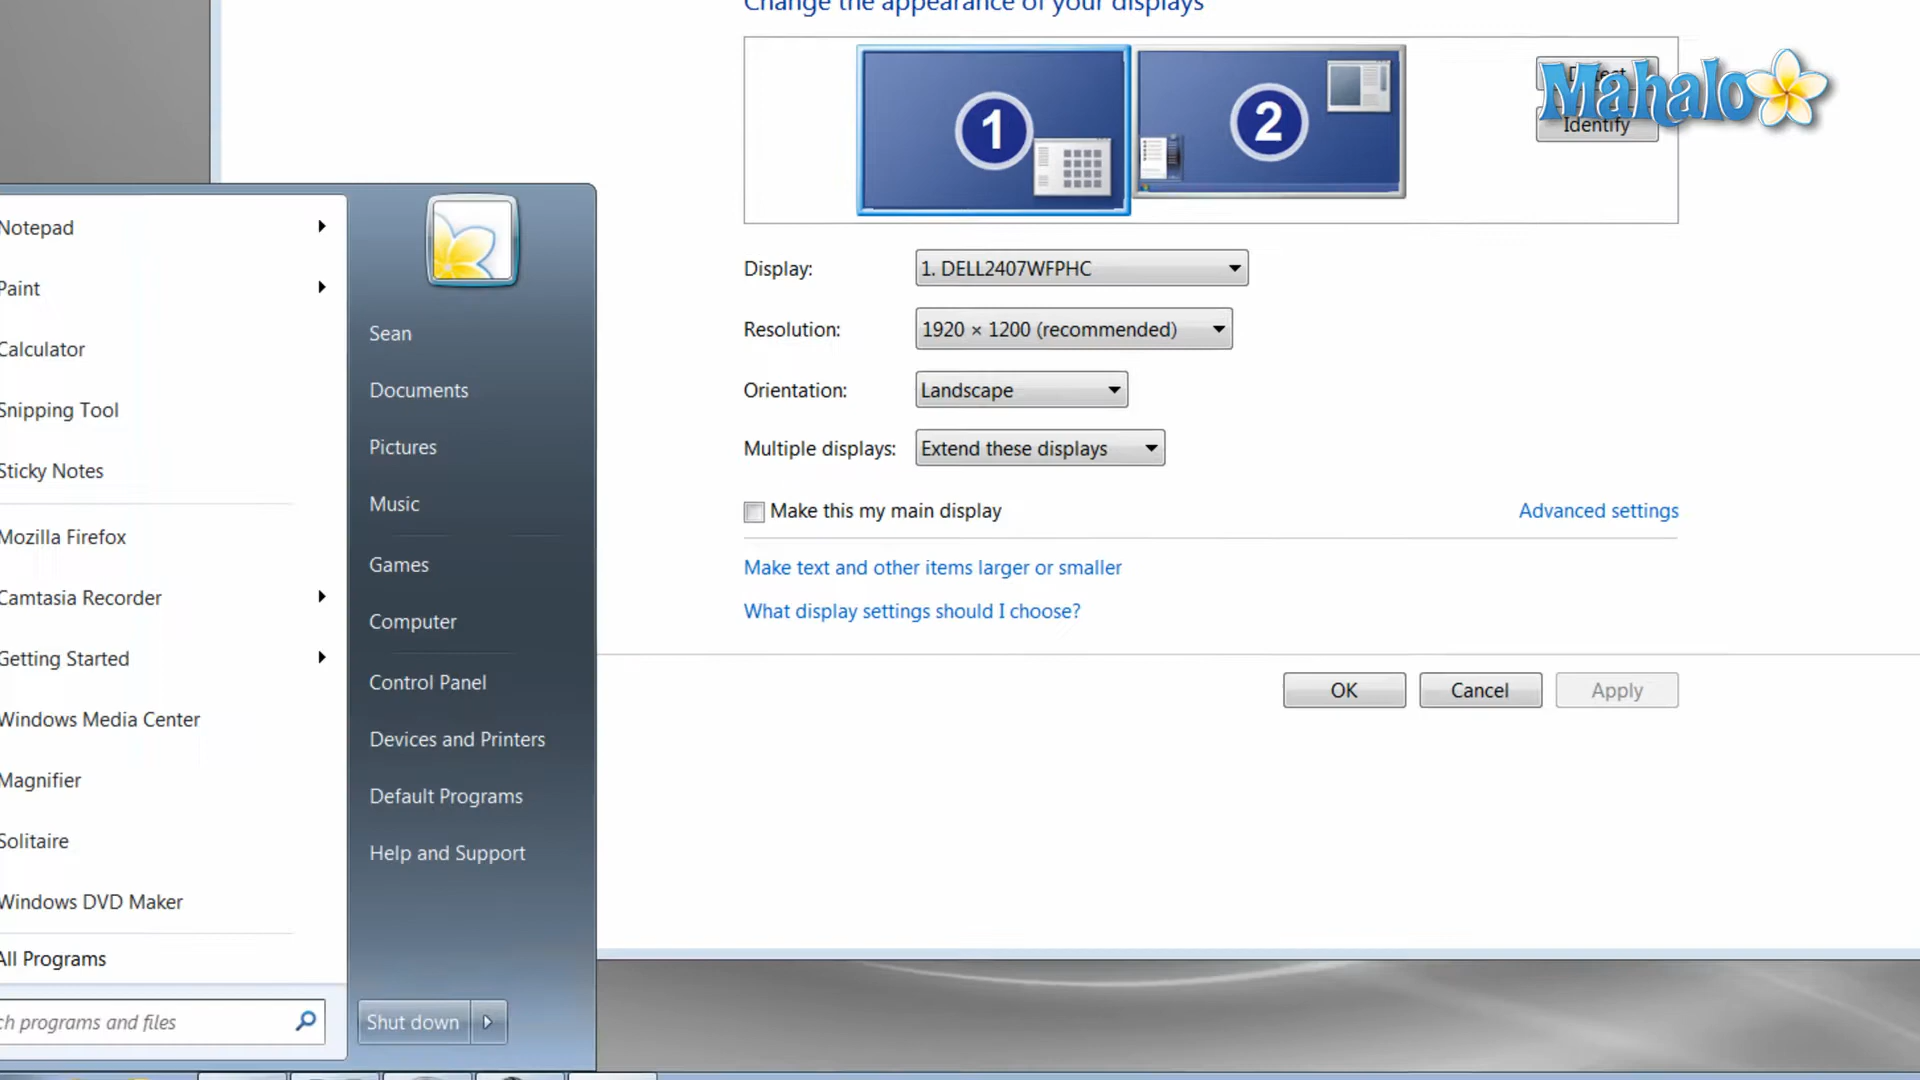 Change the appearance of your displays
1
2
Mahalo
Identify
Notepad
Paint
Calculator
Snipping Tool
Sticky Notes
Mozilla Firefox
Camtasia Recorder
Getting Started
Windows Media Center
Magnifier
Solitaire
Windows DVD Maker
All Programs
ch programs and files
Sean
Documents
Pictures
Music
Games
Computer
Control Panel
Devices and Printers
Default Programs
Help and Support
Shut down
Display: 1. DELL2407WFPHC
Resolution: 1920 × 1200 (recommended)
Orientation: Landscape
Multiple displays: Extend these displays
Make this my main display
Advanced settings
Make text and other items larger or smaller
What display settings should I choose?
OK Cancel Apply